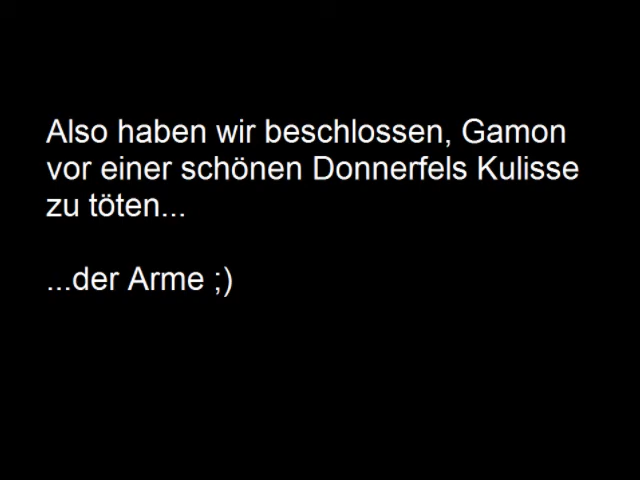 Also haben wir beschlossen, Gamon
vor einer schönen Donnerfels Kulisse
zu töten...
...der Arme ;)